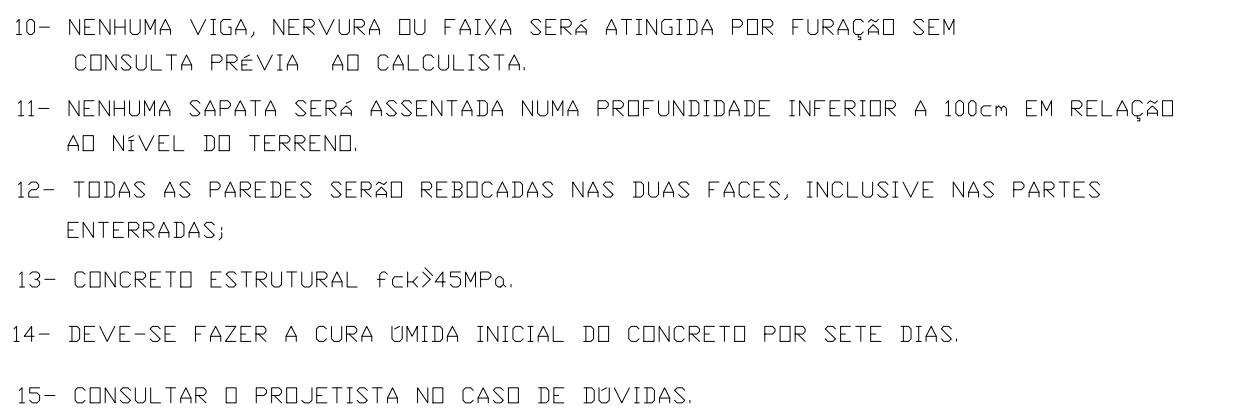 10- NENHUMA VIGA, NERVURA OU FAIXA SERá ATINGIDA POR FURAÇãO SEM
CONSULTA PRÉVIA AO CALCULISTA.
11- NENHUMA SAPATA SERá ASSENTADA NUMA PROFUNDIDADE INFERIOR A 100cm EM RELAÇãO
AO NíVEL DO TERRENO.
12- TODAS AS PAREDES SERãO REBOCADAS NAS DUAS FACES, INCLUSIVE NAS PARTES
ENTERRADAS;
13- CONCRETO ESTRUTURAL fck≥45MPa.
14- DEVE-SE FAZER A CURA ÚMIDA INICIAL DO CONCRETO POR SETE DIAS.
15- CONSULTAR O PROJETISTA NO CASO DE DÚVIDAS.